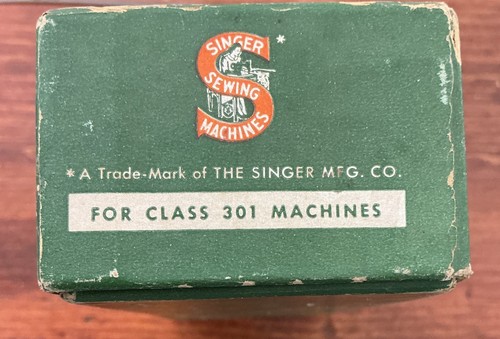 SINGER *
SEWING
MACHINES
* A Trade-Mark of THE SINGER MFG. CO.
FOR CLASS 301 MACHINES